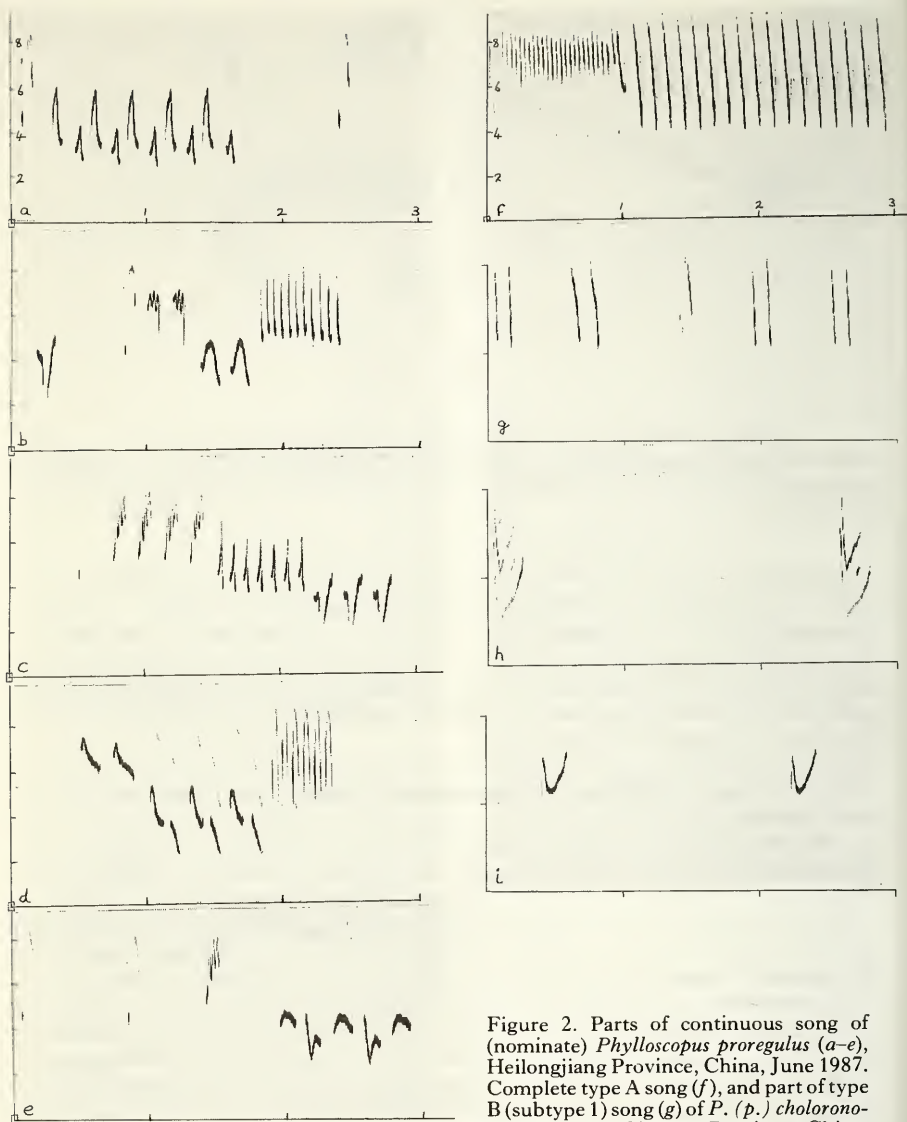 8
6
4
2
a 1 2 3
b
c
d
e
8
6
4
2
f 1 2 3
g
h
i
Figure 2. Parts of continuous song of
(nominate) Phylloscopus proregulus (a–e),
Heilongjiang Province, China, June 1987.
Complete type A song (f), and part of type
B (subtype 1) song (g) of P. (p.) cholorono-